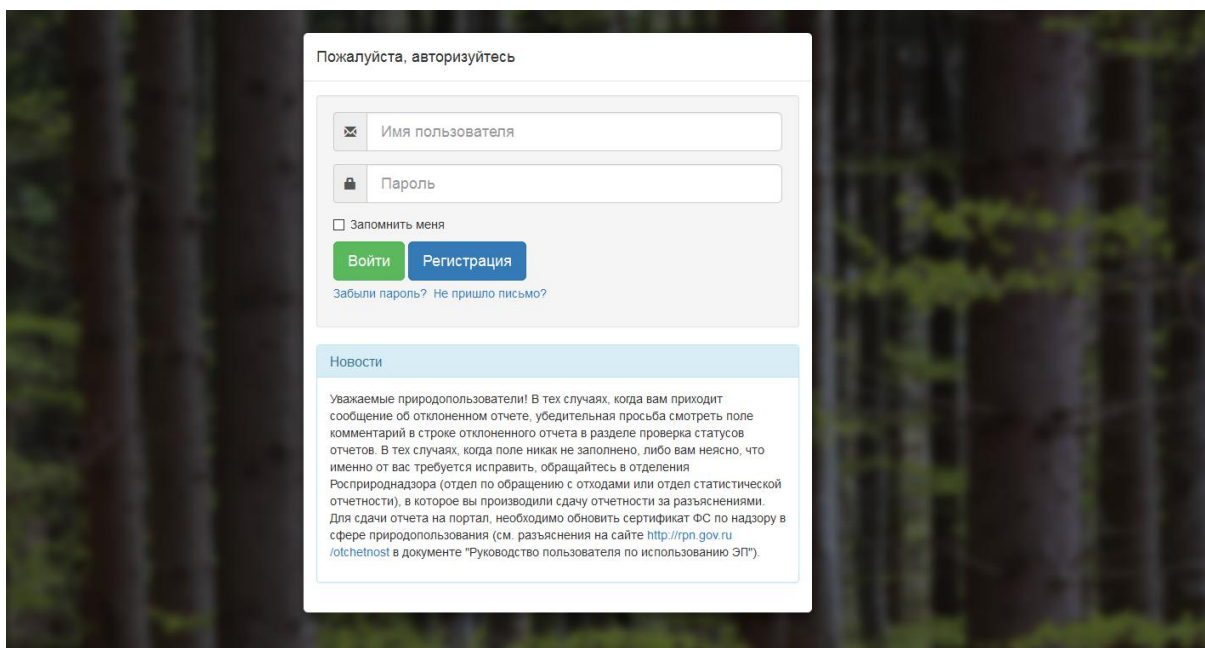 Пожалуйста, авторизуйтесь
Имя пользователя
Пароль
Запомнить меня
Войти Регистрация
Забыли пароль? Не пришло письмо?
Новости
Уважаемые природопользователи! В тех случаях, когда вам приходит
сообщение об отклоненном отчете, убедительная просьба смотреть поле
комментарий в строке отклоненного отчета в разделе проверка статусов
отчетов. В тех случаях, когда поле никак не заполнено, либо вам неясно, что
именно от вас требуется исправить, обращайтесь в отделения
Росприроднадзора (отдел по обращению с отходами или отдел статистической
отчетности), в которое вы производили сдачу отчетности за разъяснениями.
Для сдачи отчета на портал, необходимо обновить сертификат ФС по надзору в
сфере природопользования (см. разъяснения на сайте http://rpn.gov.ru
/otchetnost в документе "Руководство пользователя по использованию ЭП").